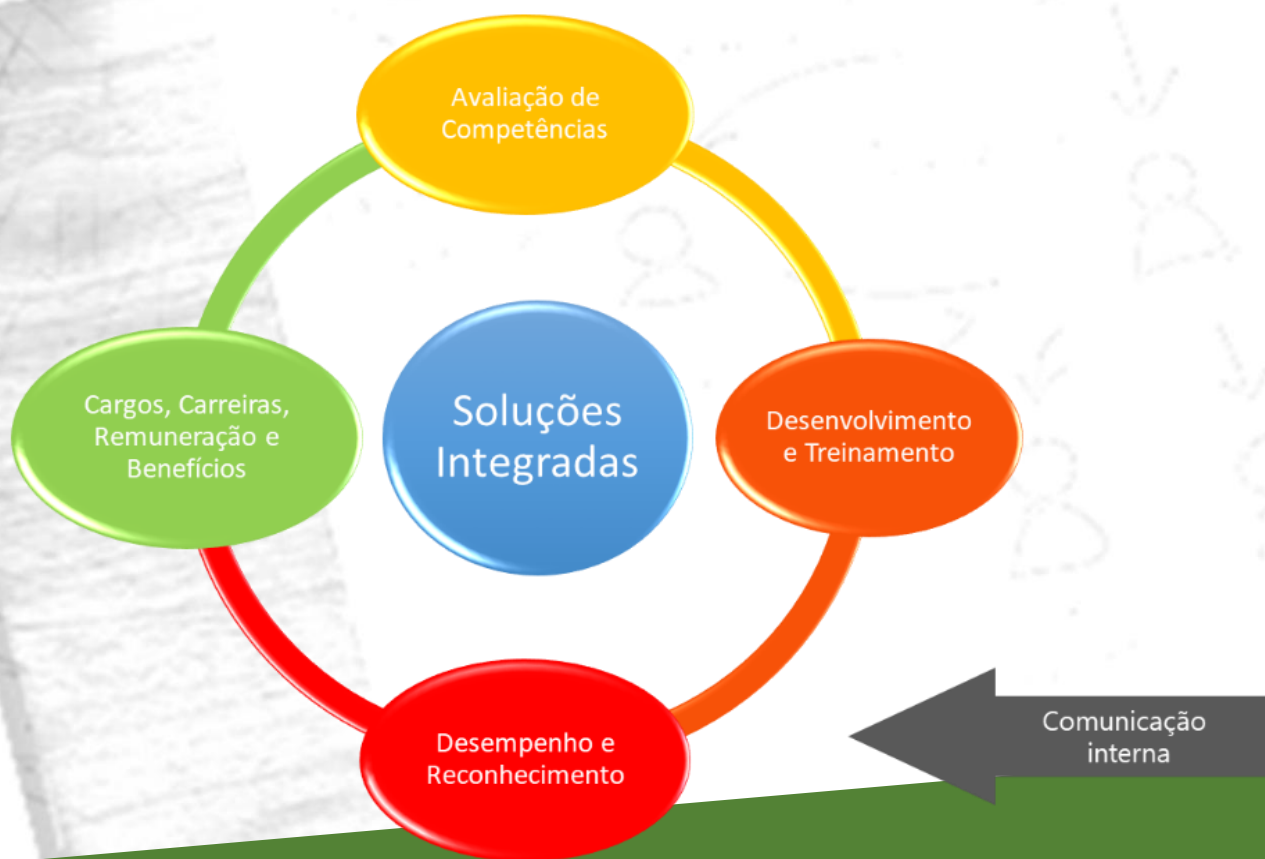 Avaliação de
Competências
Cargos, Carreiras,
Remuneração e
Benefícios
Soluções
Integradas
Desenvolvimento
e Treinamento
Desempenho e
Reconhecimento
Comunicação
interna